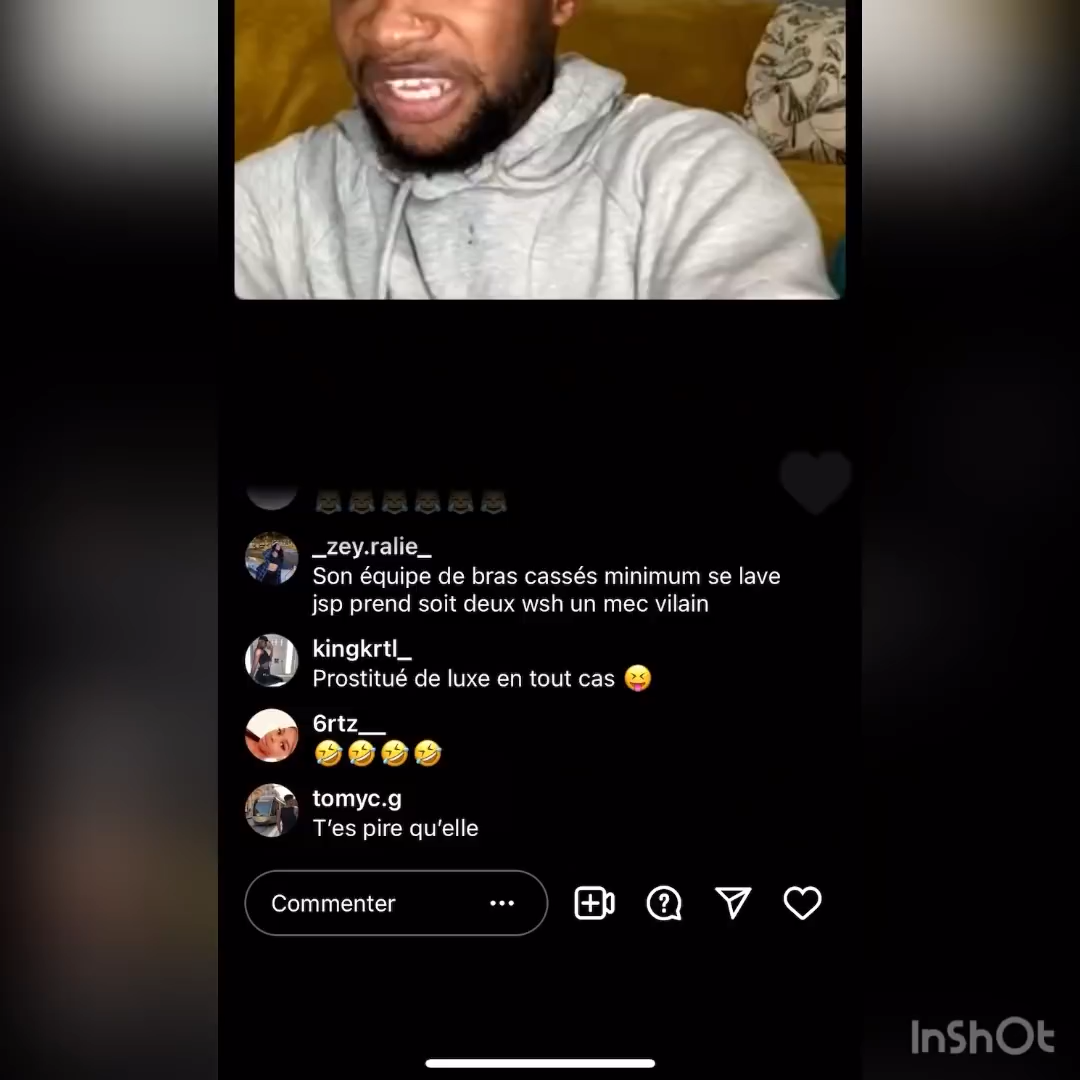 _zey.ralie_
Son équipe de bras cassés minimum se lave
jsp prend soit deux wsh un mec vilain
kingkrtl_
Prostitué de luxe en tout cas 😝
6rtz__
🤣🤣🤣🤣
tomyc.g
T’es pire qu’elle
Commenter
InShOt